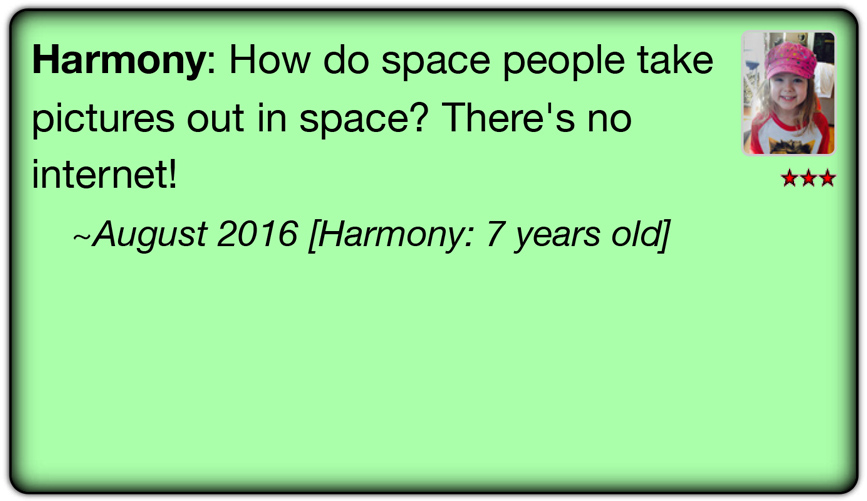 Harmony: How do space people take
pictures out in space? There's no
internet!
~August 2016 [Harmony: 7 years old]